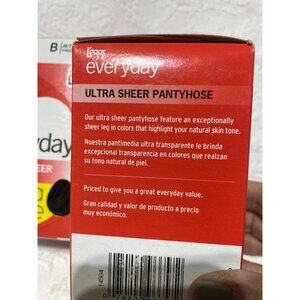 B
L'eggs
everyday
ULTRA SHEER PANTYHOSE
Our ultra sheer pantyhose feature an exceptionally
sheer leg in colors that highlight your natural skin tone.
Nuestra pantimedia ultra transparente le brinda
excepcional transparencia en colores que realzan
su tono natural de piel.
Priced to give you a great everyday value.
Gran calidad y valor de producto a precio
muy económico.
yday
EER
14504